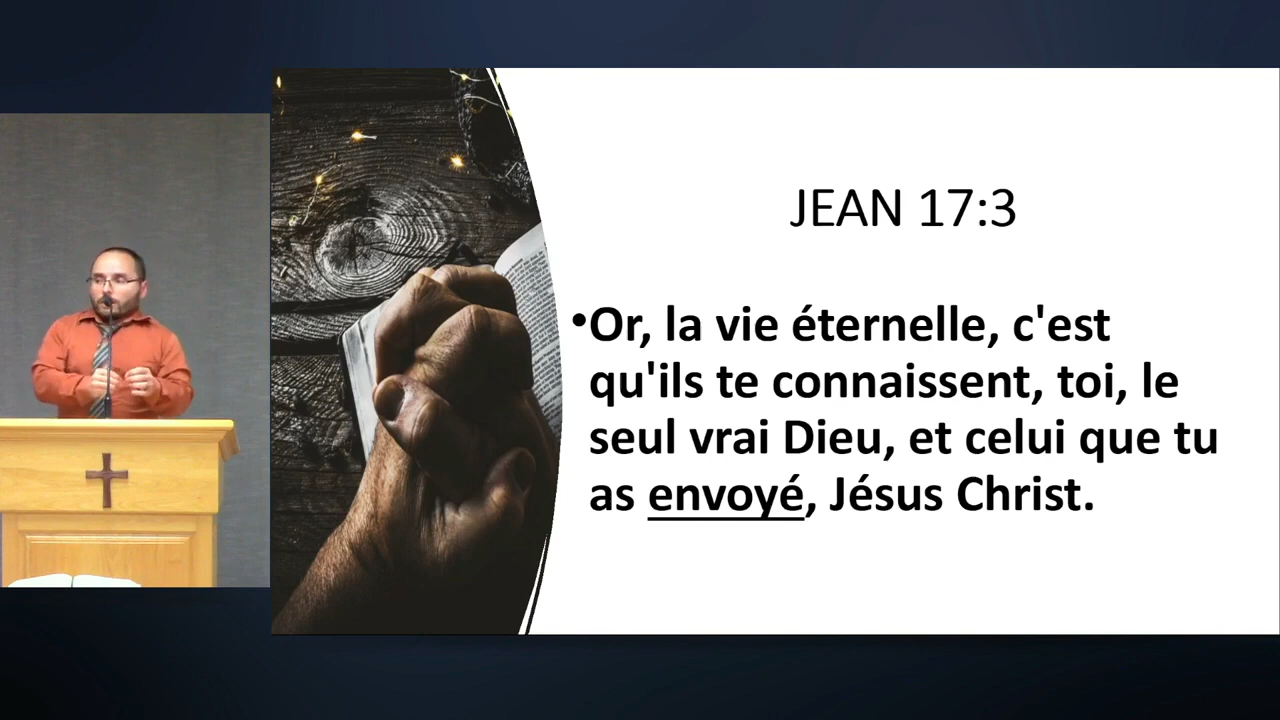 JEAN 17:3
•Or, la vie éternelle, c'est
qu'ils te connaissent, toi, le
seul vrai Dieu, et celui que tu
as envoyé, Jésus Christ.